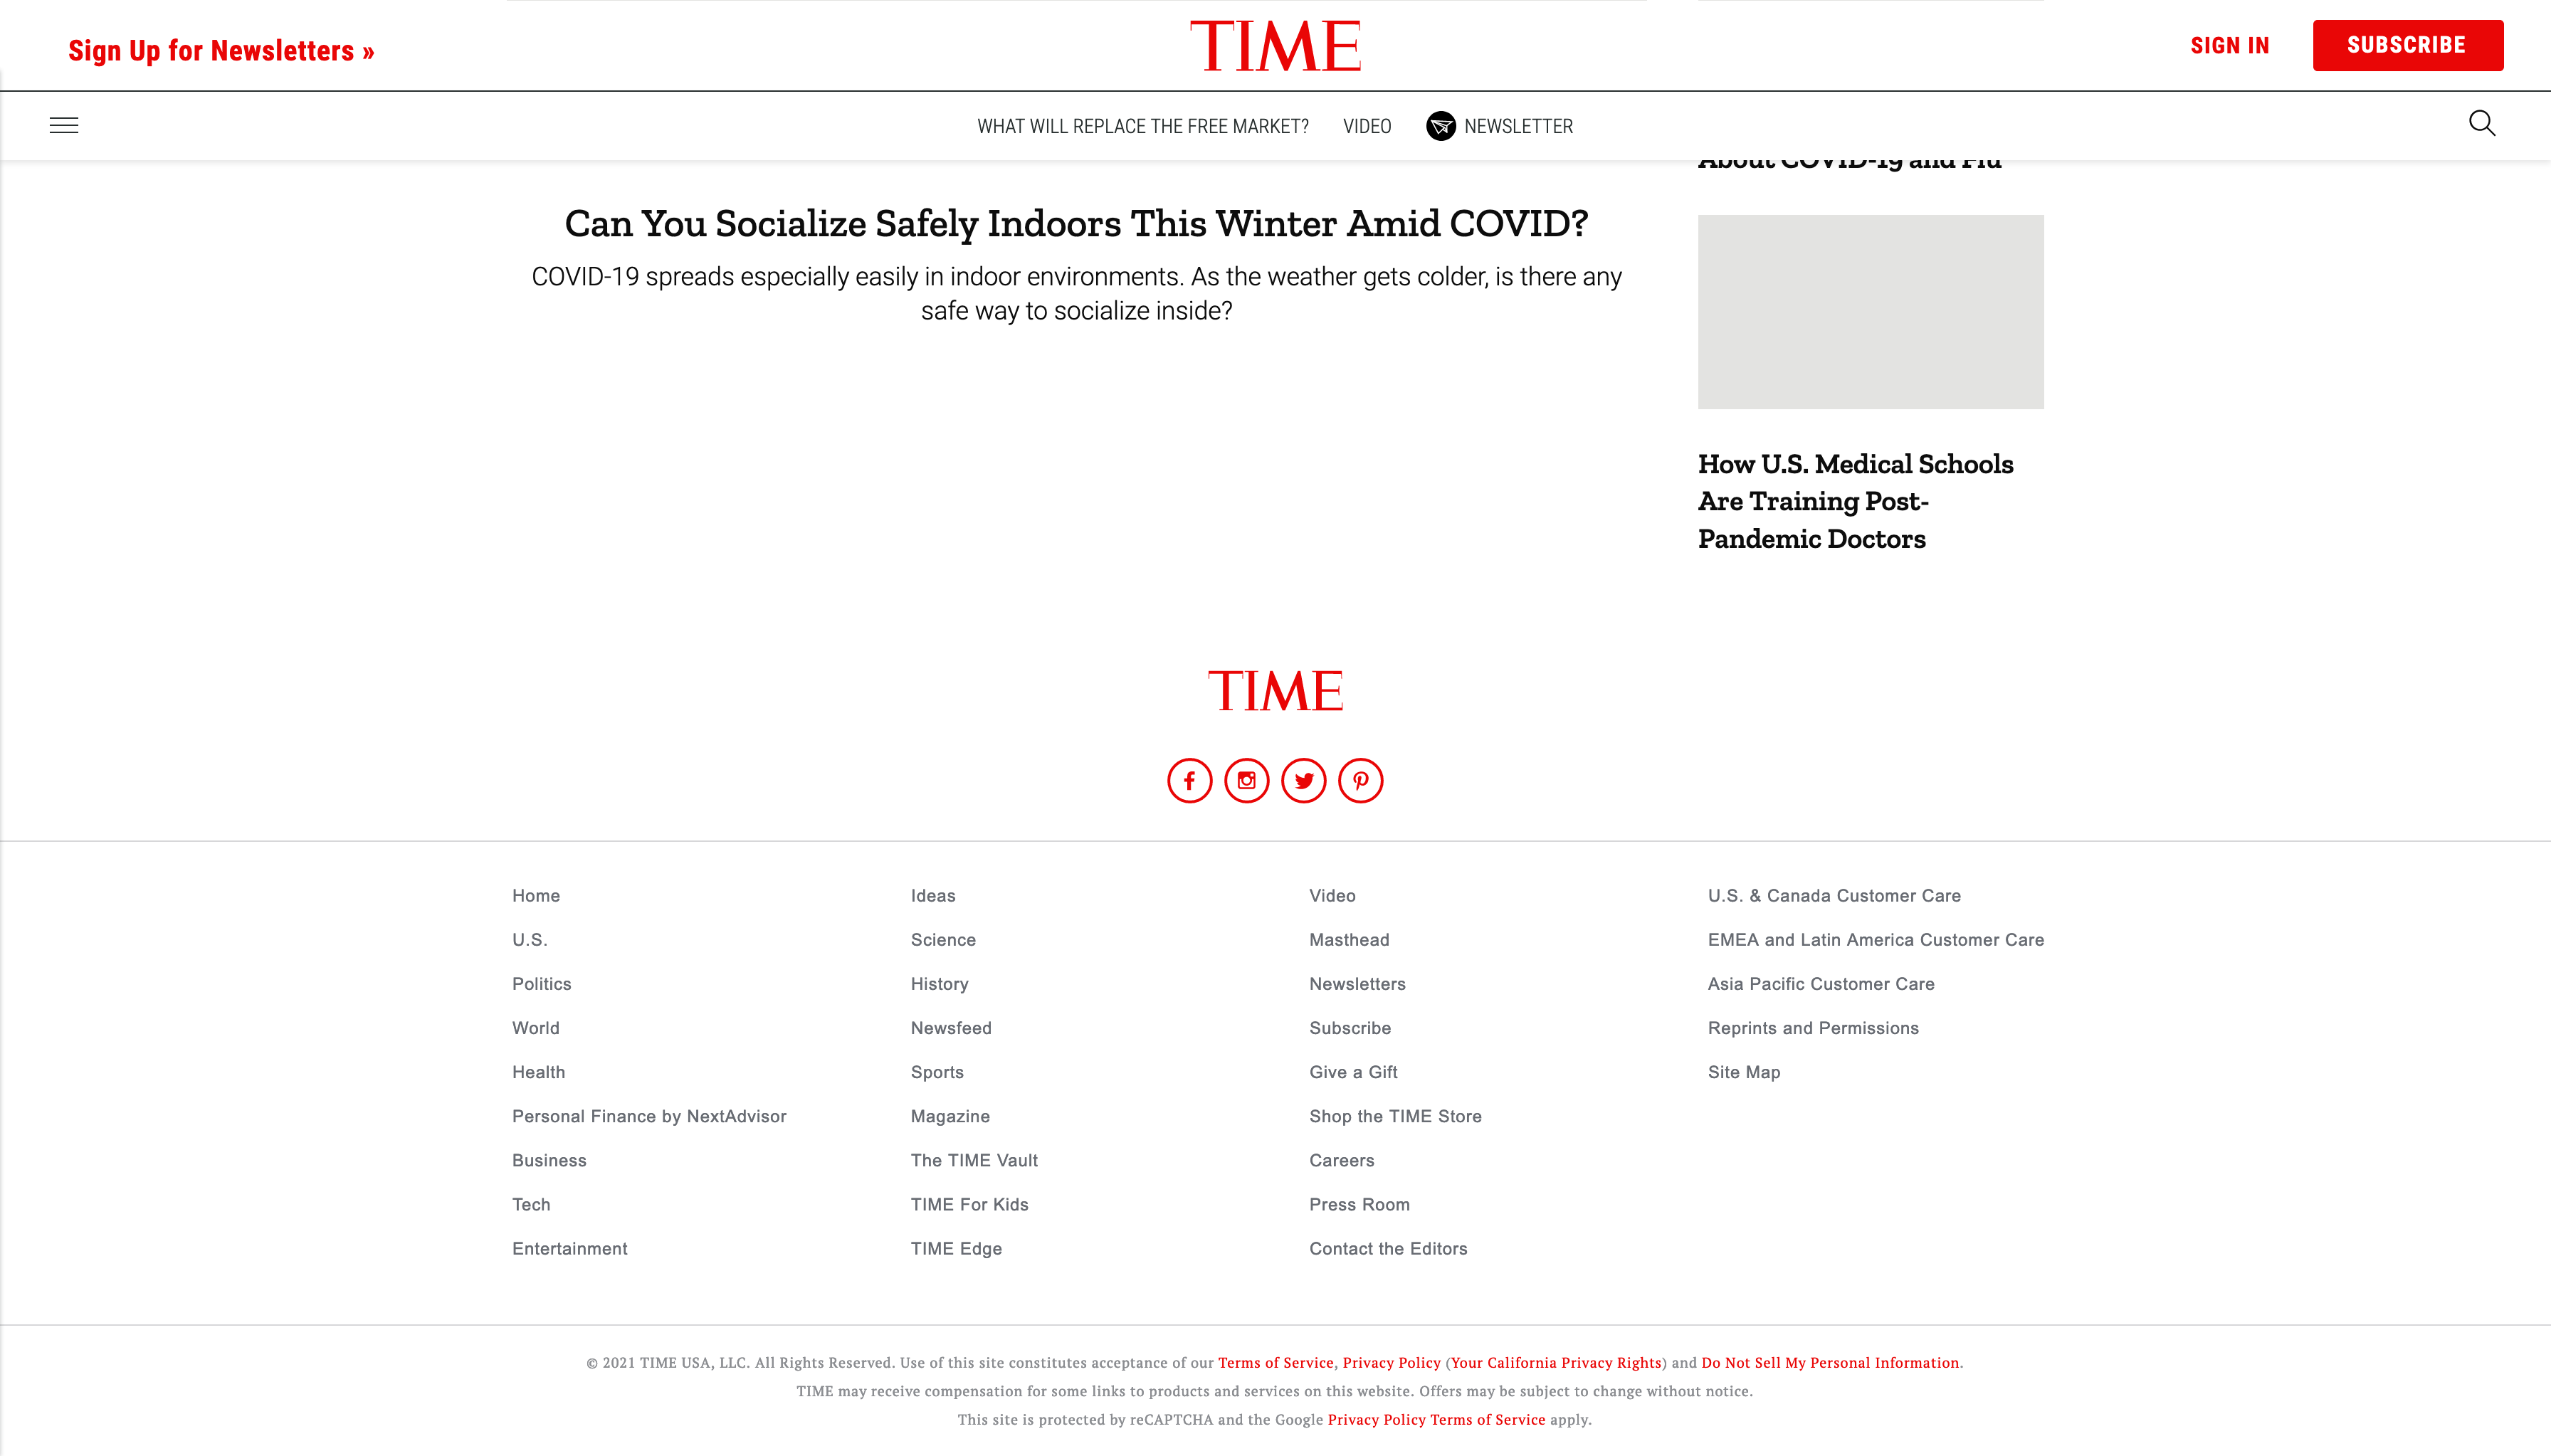 Sign Up for Newsletters »
TIME
SIGN IN
SUBSCRIBE
WHAT WILL REPLACE THE FREE MARKET?
VIDEO
NEWSLETTER
About COVID-19 and Flu
Can You Socialize Safely Indoors This Winter Amid COVID?
COVID-19 spreads especially easily in indoor environments. As the weather gets colder, is there any
safe way to socialize inside?
How U.S. Medical Schools
Are Training Post-
Pandemic Doctors
TIME
Home
U.S.
Politics
World
Health
Personal Finance by NextAdvisor
Business
Tech
Entertainment
Ideas
Science
History
Newsfeed
Sports
Magazine
The TIME Vault
TIME For Kids
TIME Edge
Video
Masthead
Newsletters
Subscribe
Give a Gift
Shop the TIME Store
Careers
Press Room
Contact the Editors
U.S. & Canada Customer Care
EMEA and Latin America Customer Care
Asia Pacific Customer Care
Reprints and Permissions
Site Map
© 2021 TIME USA, LLC. All Rights Reserved. Use of this site constitutes acceptance of our Terms of Service, Privacy Policy (Your California Privacy Rights) and Do Not Sell My Personal Information.
TIME may receive compensation for some links to products and services on this website. Offers may be subject to change without notice.
This site is protected by reCAPTCHA and the Google Privacy Policy Terms of Service apply.